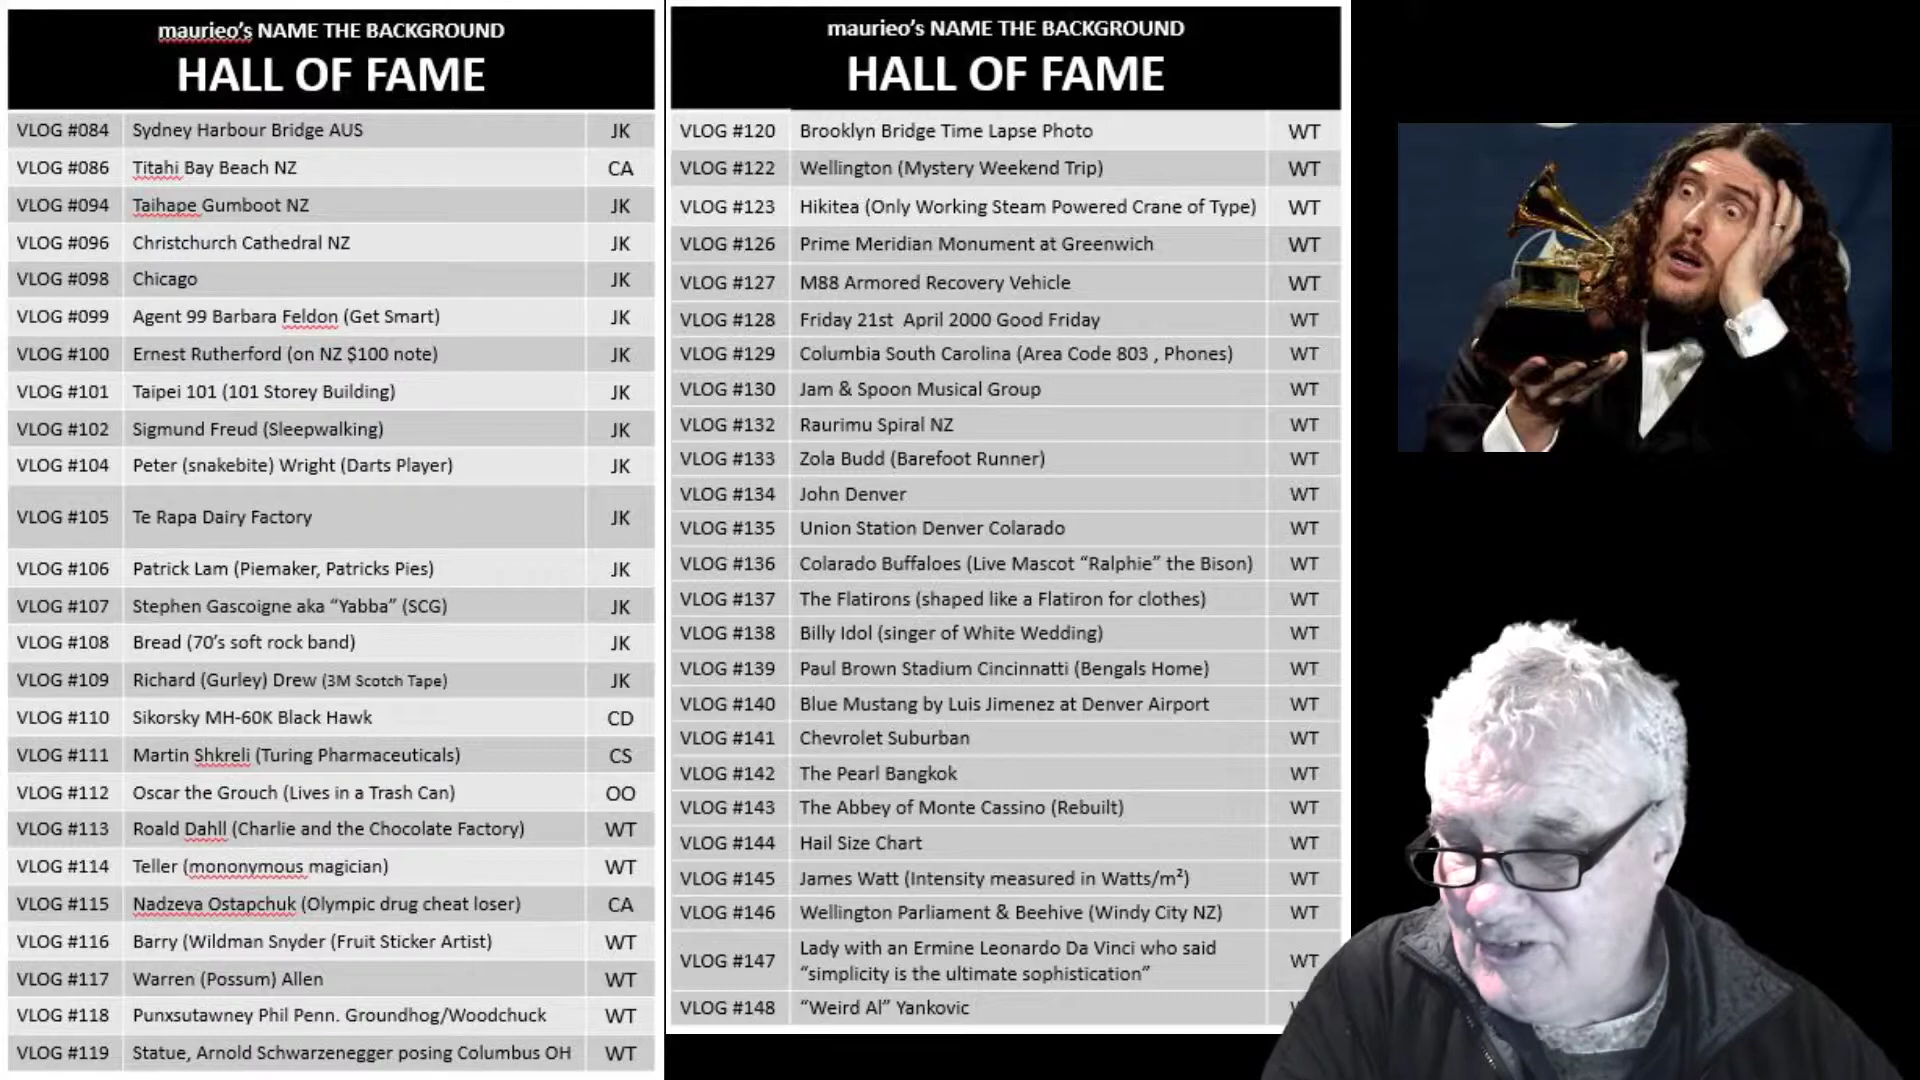 maurieo's NAME THE BACKGROUND
HALL OF FAME
VLOG #084 Sydney Harbour Bridge AUS JK
VLOG #086 Titahi Bay Beach NZ CA
VLOG #094 Taihape Gumboot NZ JK
VLOG #096 Christchurch Cathedral NZ JK
VLOG #098 Chicago JK
VLOG #099 Agent 99 Barbara Feldon (Get Smart) JK
VLOG #100 Ernest Rutherford (on NZ $100 note) JK
VLOG #101 Taipei 101 (101 Storey Building) JK
VLOG #102 Sigmund Freud (Sleepwalking) JK
VLOG #104 Peter (snakebite) Wright (Darts Player) JK
VLOG #105 Te Rapa Dairy Factory JK
VLOG #106 Patrick Lam (Piemaker, Patricks Pies) JK
VLOG #107 Stephen Gascoigne aka “Yabba” (SCG) JK
VLOG #108 Bread (70’s soft rock band) JK
VLOG #109 Richard (Gurley) Drew (3M Scotch Tape) JK
VLOG #110 Sikorsky MH-60K Black Hawk CD
VLOG #111 Martin Shkreli (Turing Pharmaceuticals) CS
VLOG #112 Oscar the Grouch (Lives in a Trash Can) OO
VLOG #113 Roald Dahll (Charlie and the Chocolate Factory) WT
VLOG #114 Teller (mononymous magician) WT
VLOG #115 Nadzeya Ostapchuk (Olympic drug cheat loser) CA
VLOG #116 Barry (Wildman Snyder (Fruit Sticker Artist) WT
VLOG #117 Warren (Possum) Allen WT
VLOG #118 Punxsutawney Phil Penn. Groundhog/Woodchuck WT
VLOG #119 Statue, Arnold Schwarzenegger posing Columbus OH WT
maurieo's NAME THE BACKGROUND
HALL OF FAME
VLOG #120 Brooklyn Bridge Time Lapse Photo WT
VLOG #122 Wellington (Mystery Weekend Trip) WT
VLOG #123 Hikitea (Only Working Steam Powered Crane of Type) WT
VLOG #126 Prime Meridian Monument at Greenwich WT
VLOG #127 M88 Armored Recovery Vehicle WT
VLOG #128 Friday 21st April 2000 Good Friday WT
VLOG #129 Columbia South Carolina (Area Code 803 , Phones) WT
VLOG #130 Jam & Spoon Musical Group WT
VLOG #132 Raurimu Spiral NZ WT
VLOG #133 Zola Budd (Barefoot Runner) WT
VLOG #134 John Denver WT
VLOG #135 Union Station Denver Colarado WT
VLOG #136 Colarado Buffaloes (Live Mascot “Ralphie” the Bison) WT
VLOG #137 The Flatirons (shaped like a Flatiron for clothes) WT
VLOG #138 Billy Idol (singer of White Wedding) WT
VLOG #139 Paul Brown Stadium Cincinnatti (Bengals Home) WT
VLOG #140 Blue Mustang by Luis Jimenez at Denver Airport WT
VLOG #141 Chevrolet Suburban WT
VLOG #142 The Pearl Bangkok WT
VLOG #143 The Abbey of Monte Cassino (Rebuilt) WT
VLOG #144 Hail Size Chart WT
VLOG #145 James Watt (Intensity measured in Watts/m²) WT
VLOG #146 Wellington Parliament & Beehive (Windy City NZ) WT
VLOG #147 Lady with an Ermine Leonardo Da Vinci who said
“simplicity is the ultimate sophistication” WT
VLOG #148 “Weird Al” Yankovic